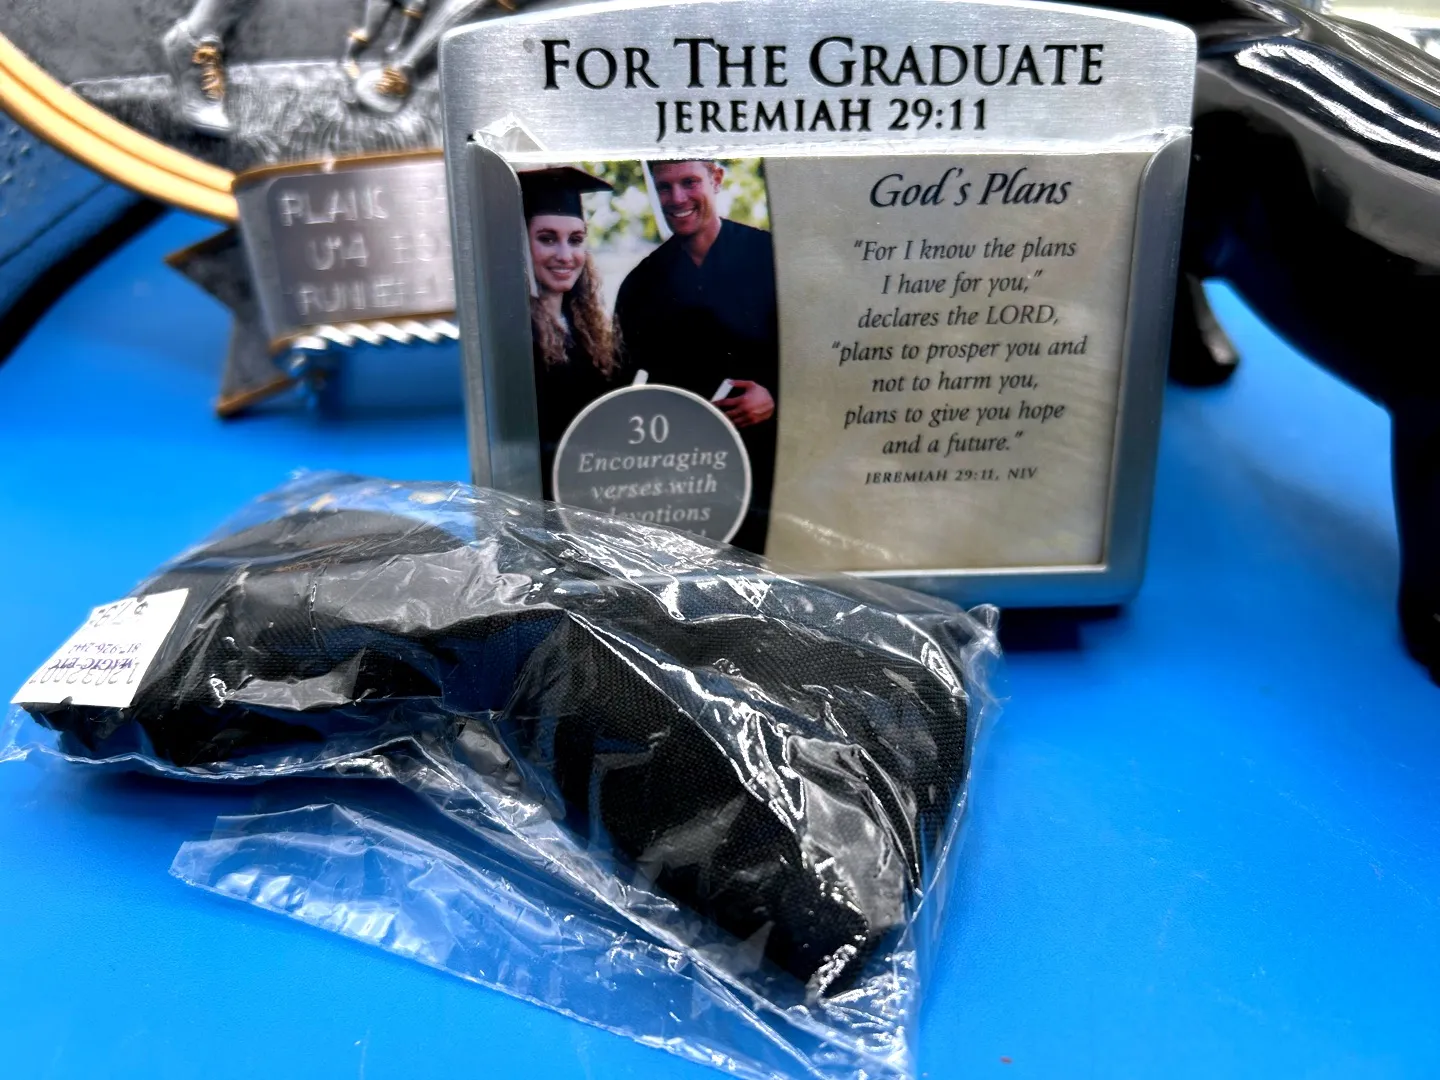 FOR THE GRADUATE
JEREMIAH 29:11
God's Plans
"For I know the plans
I have for you,"
declares the LORD,
"plans to prosper you and
not to harm you,
plans to give you hope
and a future."
JEREMIAH 29:11, NIV
30
Encouraging
verses with
devotions
PLANO